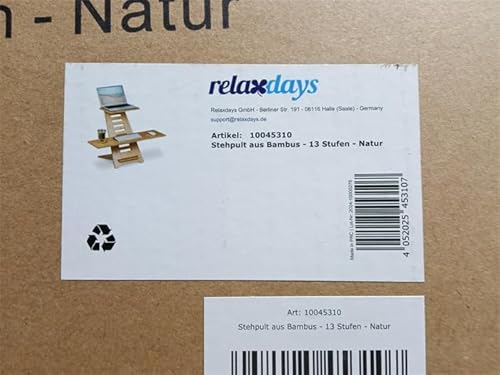 n - Natur
relaxdays
Relaxdays GmbH - Berliner Str. 191 - 06116 Halle (Saale) - Germany
support@relaxdays.de
Artikel: 10045310
Stehpult aus Bambus - 13 Stufen - Natur
4 052025 453107
Art: 10045310
Stehpult aus Bambus - 13 Stufen - Natur